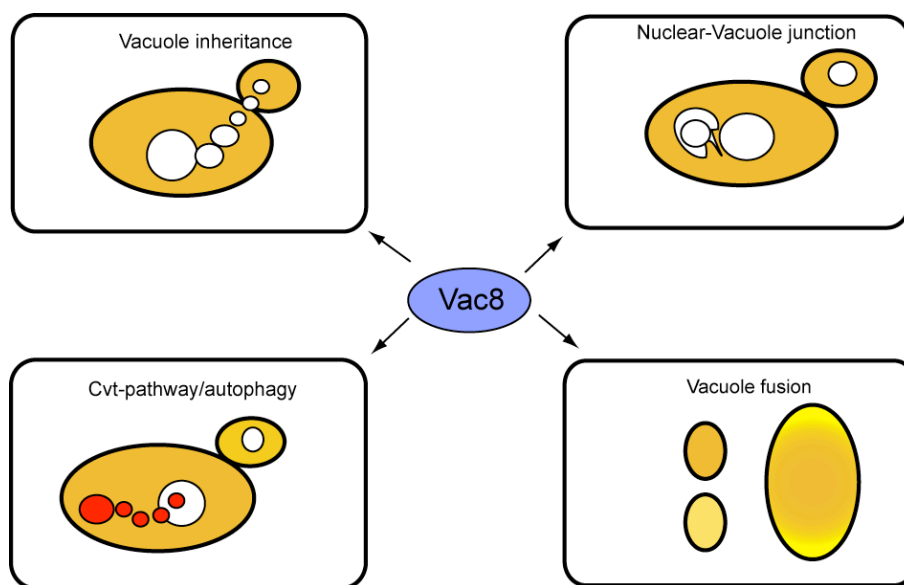 Vacuole inheritance
Nuclear-Vacuole junction
Vac8
Cvt-pathway/autophagy
Vacuole fusion